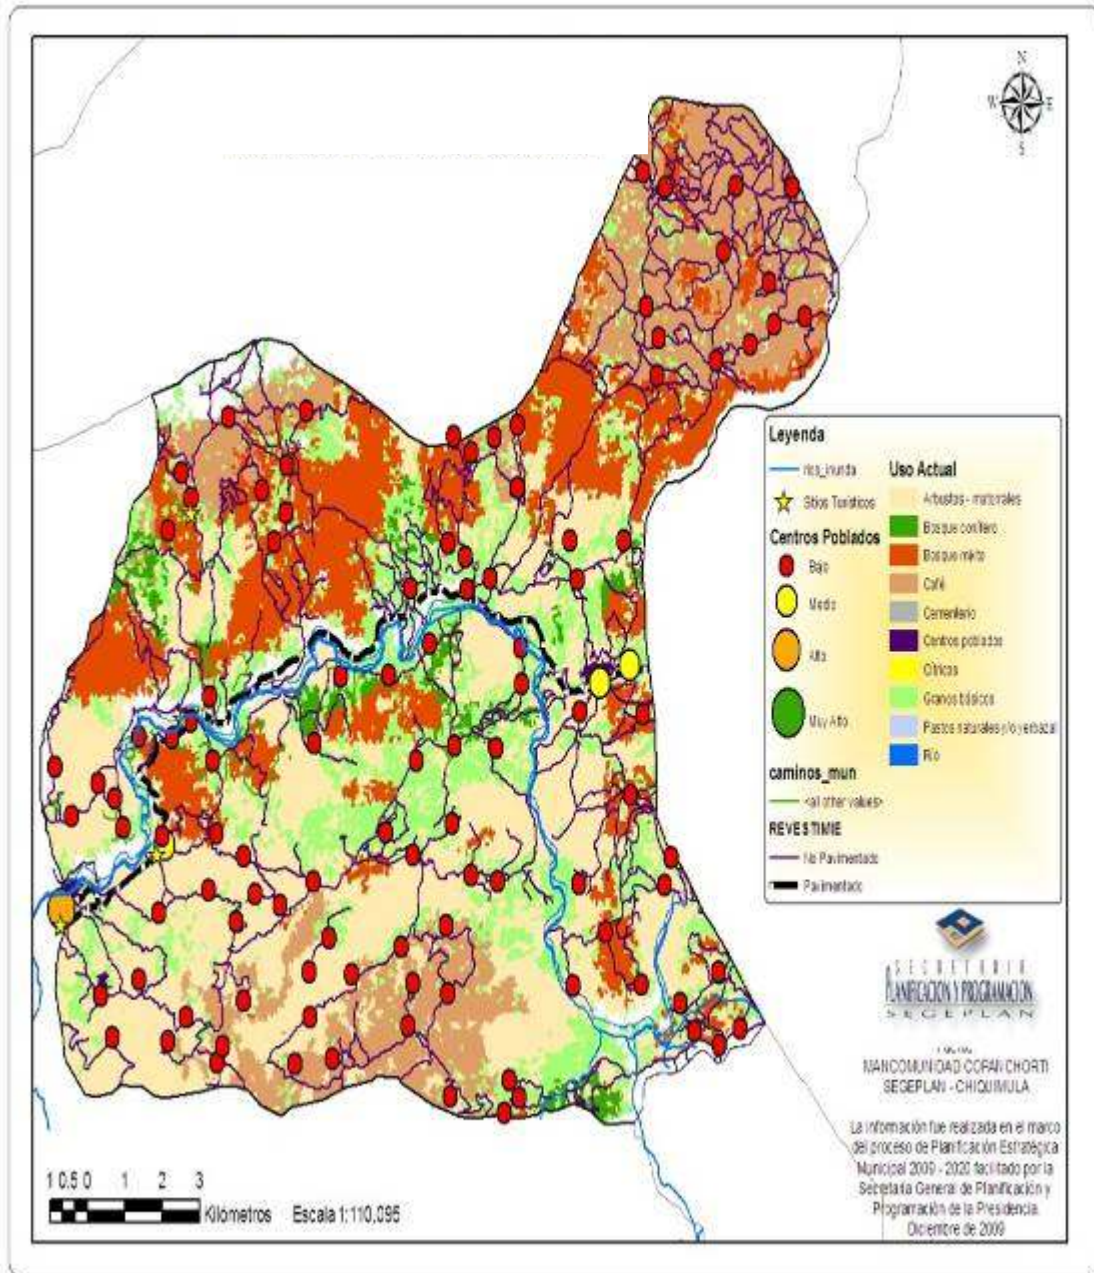 N
W E
S
Leyenda
rios_inunda
Sitios Turísticos
Centros Poblados
Bajo
Medio
Alto
Muy Alto
caminos_mun
<all other values>
REVESTIMIE
No Pavimentado
Pavimentado
Uso Actual
Arbustos - matorrales
Bosque conífero
Bosque mixto
Café
Cementerio
Centros poblados
Cítricos
Granos básicos
Pastos naturales y/o yerbazal
Río
SECRETARIA
PLANIFICACION Y PROGRAMACIÓN
SEGEPLAN
MANCOMUNIDAD COPAN CHORTI
SEGEPLAN - CHIQUIMULA
La información fue realizada en el marco
del proceso de Planificación Estratégica
Municipal 2009 - 2020 facilitado por la
Secretaría General de Planificación y
Programación de la Presidencia.
Diciembre de 2009
1 0.5 0 1 2 3
Kilómetros Escala 1:110,095